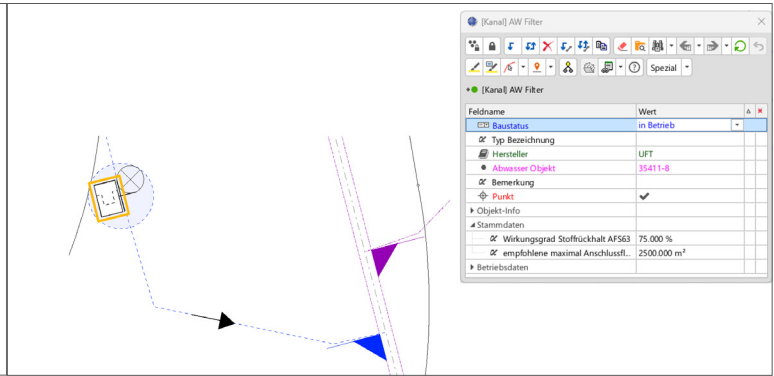 [Kanal] AW Filter
Spezial
[Kanal] AW Filter
Feldname Wert
Baustatus in Betrieb
Typ Bezeichnung
Hersteller UFT
Abwasser Objekt 35411-8
Bemerkung
Punkt
Objekt-Info
Stammdaten
Wirkungsgrad Stoffrückhalt AFS63 75.000 %
empfohlene maximal Anschlussfl... 2500.000 m²
Betriebsdaten